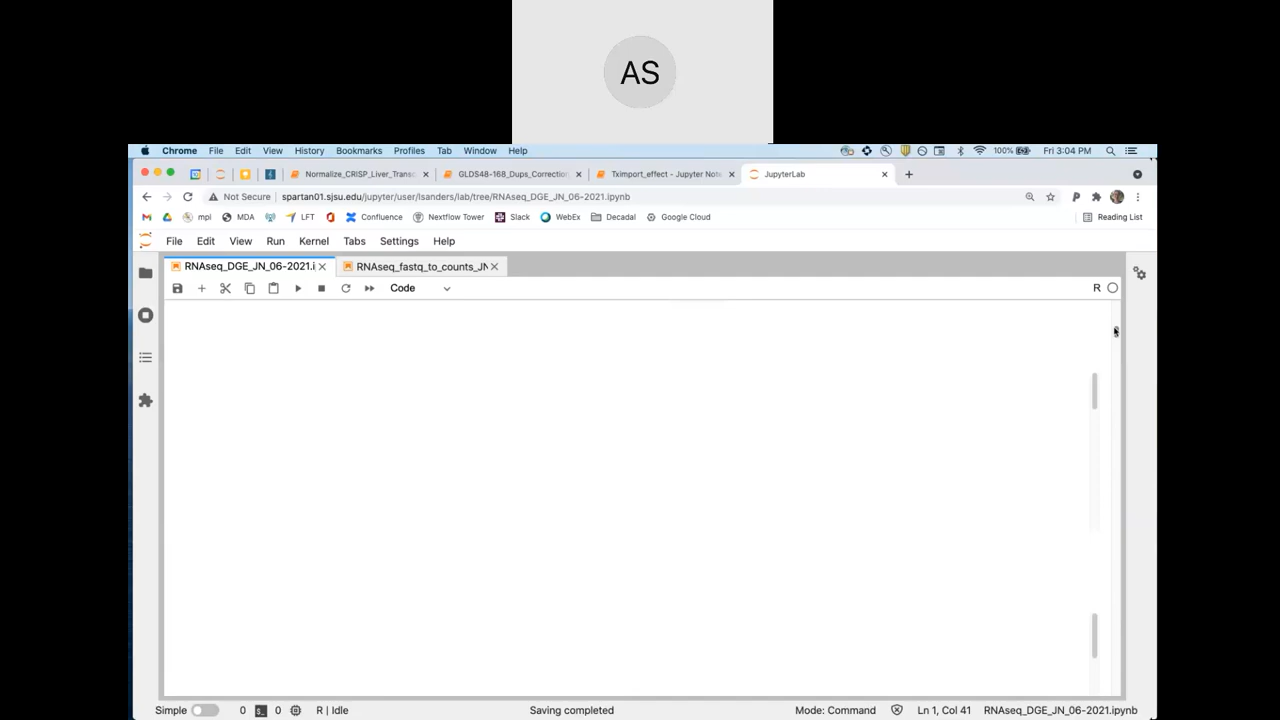 AS
Chrome File Edit View History Bookmarks Profiles Tab Window Help 100% Fri 3:04 PM
Normalize_CRISP_Liver_Transc GLDS48-168_Dups_Correction Tximport_effect - Jupyter Note JupyterLab
Not Secure spartan01.sjsu.edu/jupyter/user/lsanders/lab/tree/RNAseq_DGE_JN_06-2021.ipynb
mpl MDA LFT Confluence Nextflow Tower Slack WebEx Decadal Google Cloud Reading List
File Edit View Run Kernel Tabs Settings Help
RNAseq_DGE_JN_06-2021.i RNAseq_fastq_to_counts_JN
Code R
Simple 0 $_ 0 R | Idle Saving completed Mode: Command Ln 1, Col 41 RNAseq_DGE_JN_06-2021.ipynb